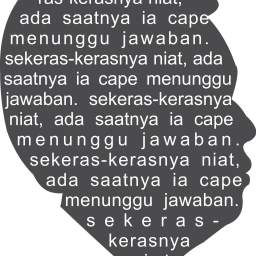 ras-kerasnya niat,
ada saatnya ia cape
menunggu jawaban.
sekeras-kerasnya niat, ada
saatnya ia cape menunggu
jawaban. sekeras-kerasnya
niat, ada saatnya ia cape
menunggu jawaban.
sekeras-kerasnya niat,
ada saatnya ia cape
menunggu jawaban.
sekeras-
kerasnya